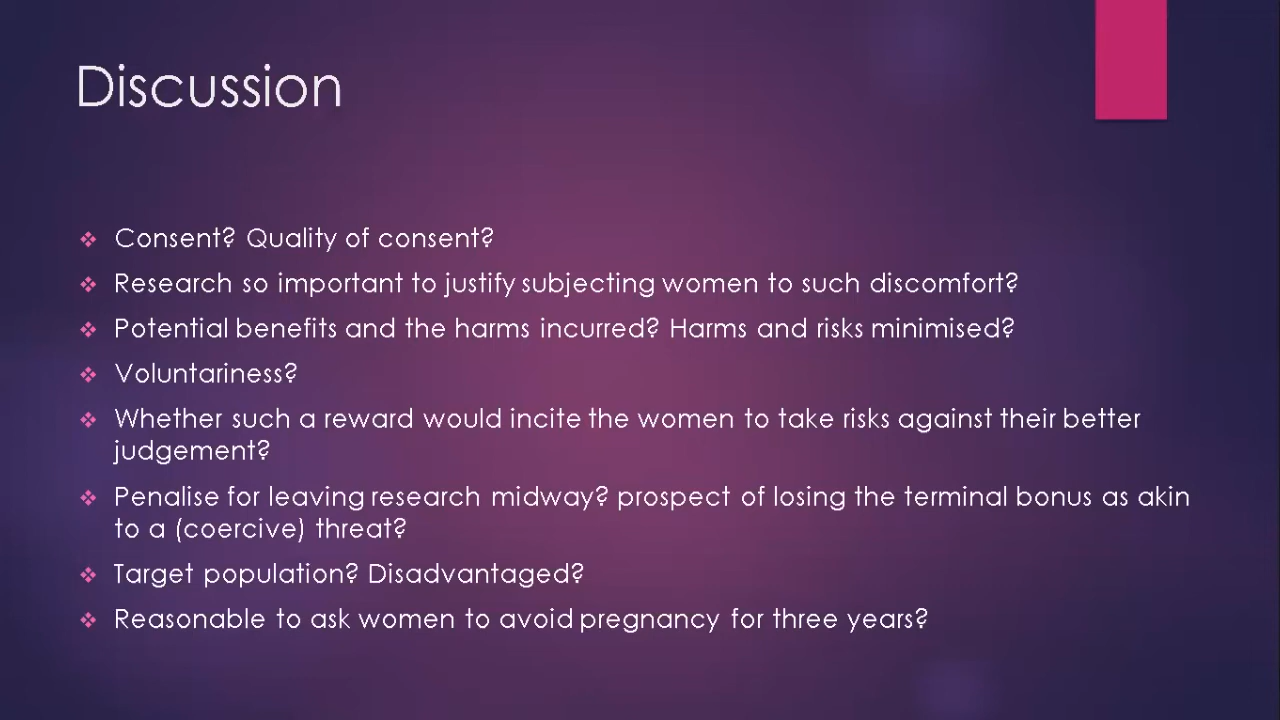 Discussion
Consent? Quality of consent?
Research so important to justify subjecting women to such discomfort?
Potential benefits and the harms incurred? Harms and risks minimised?
Voluntariness?
Whether such a reward would incite the women to take risks against their better
judgement?
Penalise for leaving research midway? prospect of losing the terminal bonus as akin
to a (coercive) threat?
Target population? Disadvantaged?
Reasonable to ask women to avoid pregnancy for three years?